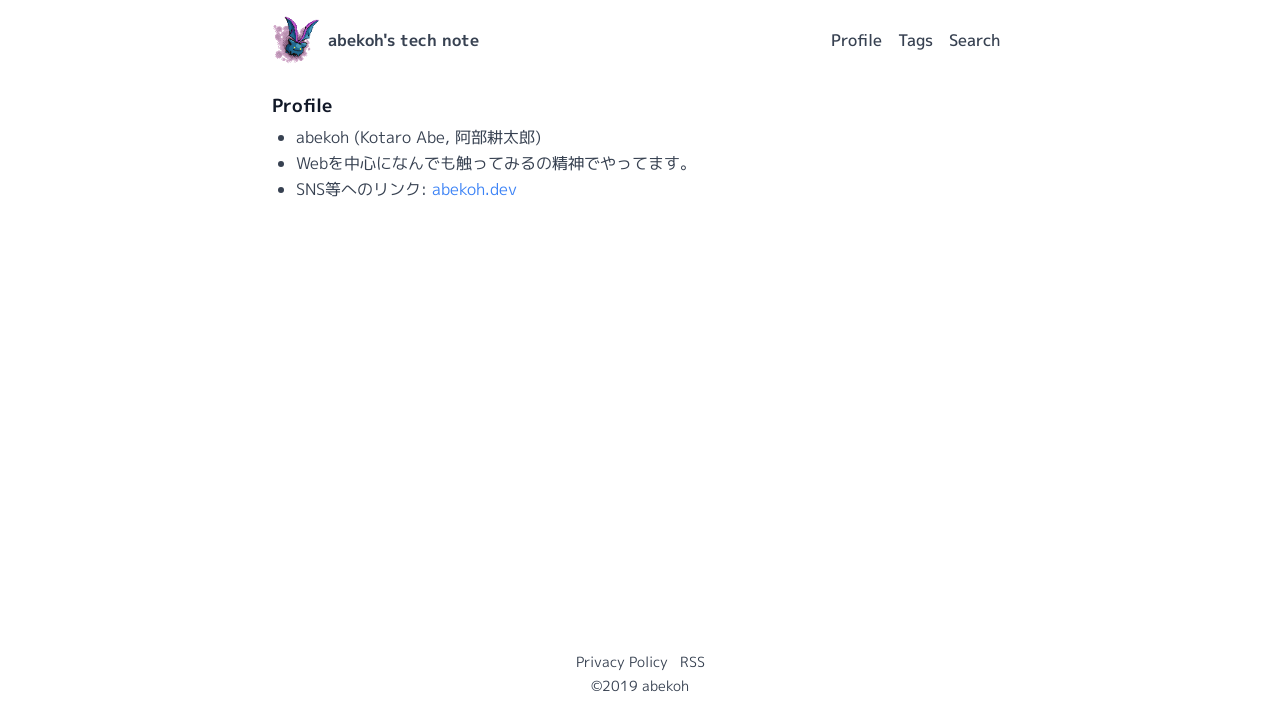 abekoh's tech note
Profile Tags Search
Profile
abekoh (Kotaro Abe, 阿部耕太郎)
Webを中心になんでも触ってみるの精神でやってます。
SNS等へのリンク: abekoh.dev
Privacy Policy RSS
©2019 abekoh